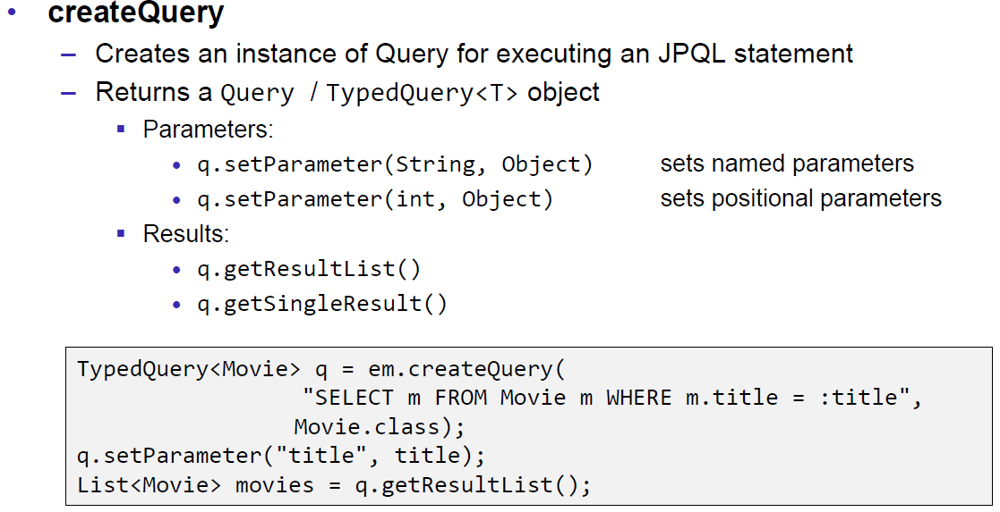 • createQuery
– Creates an instance of Query for executing an JPQL statement
– Returns a Query / TypedQuery<T> object
▪ Parameters:
• q.setParameter(String, Object) sets named parameters
• q.setParameter(int, Object) sets positional parameters
▪ Results:
• q.getResultList()
• q.getSingleResult()
TypedQuery<Movie> q = em.createQuery(
"SELECT m FROM Movie m WHERE m.title = :title",
Movie.class);
q.setParameter("title", title);
List<Movie> movies = q.getResultList();